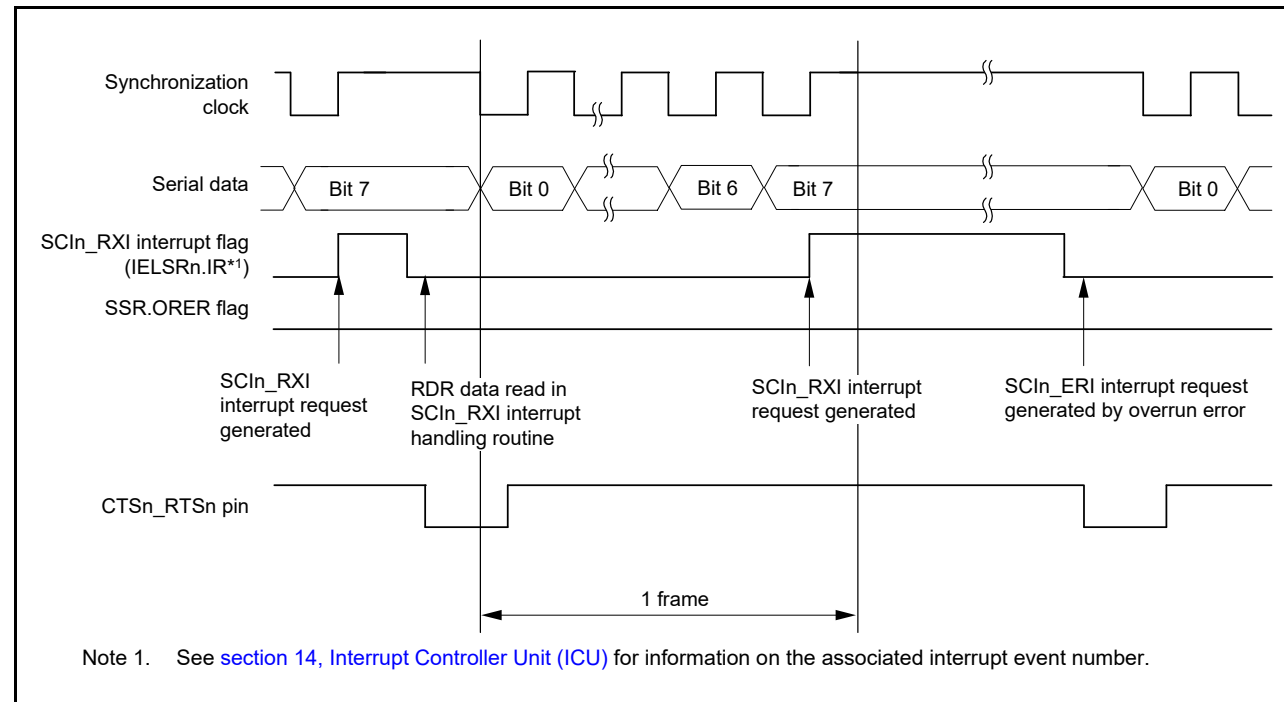 Synchronization
clock
Serial data
Bit 7
Bit 0
Bit 6
Bit 7
Bit 0
SCIn_RXI interrupt flag
(IELSRn.IR*1)
SSR.ORER flag
SCIn_RXI
interrupt request
generated
RDR data read in
SCIn_RXI interrupt
handling routine
SCIn_RXI interrupt
request generated
SCIn_ERI interrupt request
generated by overrun error
CTSn_RTSn pin
1 frame
Note 1. See section 14, Interrupt Controller Unit (ICU) for information on the associated interrupt event number.